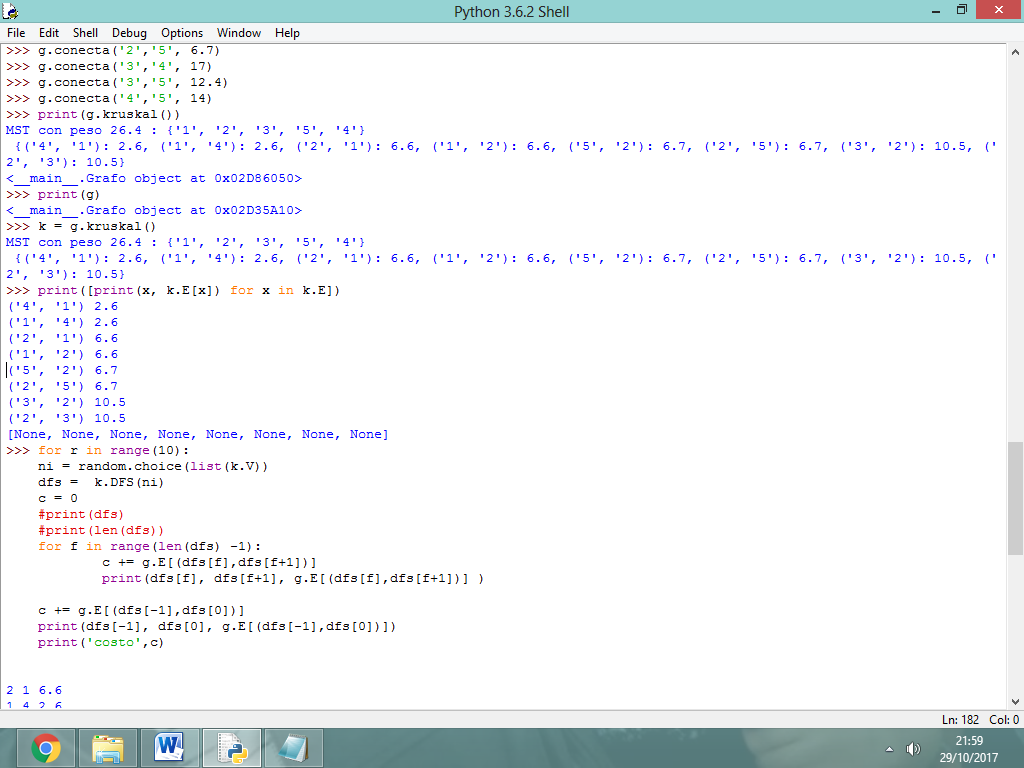 Python 3.6.2 Shell
File Edit Shell Debug Options Window Help
>>> g.conecta('2','5', 6.7)
>>> g.conecta('3','4', 17)
>>> g.conecta('3','5', 12.4)
>>> g.conecta('4','5', 14)
>>> print(g.kruskal())
MST con peso 26.4 : {'1', '2', '3', '5', '4'}
 {('4', '1'): 2.6, ('1', '4'): 2.6, ('2', '1'): 6.6, ('1', '2'): 6.6, ('5', '2'): 6.7, ('2', '5'): 6.7, ('3', '2'): 10.5, ('
2', '3'): 10.5}
<__main__.Grafo object at 0x02D86050>
>>> print(g)
<__main__.Grafo object at 0x02D35A10>
>>> k = g.kruskal()
MST con peso 26.4 : {'1', '2', '3', '5', '4'}
 {('4', '1'): 2.6, ('1', '4'): 2.6, ('2', '1'): 6.6, ('1', '2'): 6.6, ('5', '2'): 6.7, ('2', '5'): 6.7, ('3', '2'): 10.5, ('
2', '3'): 10.5}
>>> print([print(x, k.E[x]) for x in k.E])
('4', '1') 2.6
('1', '4') 2.6
('2', '1') 6.6
('1', '2') 6.6
('5', '2') 6.7
('2', '5') 6.7
('3', '2') 10.5
('2', '3') 10.5
[None, None, None, None, None, None, None, None]
>>> for r in range(10):
    ni = random.choice(list(k.V))
    dfs =  k.DFS(ni)
    c = 0
    #print(dfs)
    #print(len(dfs))
    for f in range(len(dfs) -1):
            c += g.E[(dfs[f],dfs[f+1])]
            print(dfs[f], dfs[f+1], g.E[(dfs[f],dfs[f+1])] )
    c += g.E[(dfs[-1],dfs[0])]
    print(dfs[-1], dfs[0], g.E[(dfs[-1],dfs[0])])
    print('costo',c)
2 1 6.6
1 4 2.6
Ln: 182 Col: 0
21:59
29/10/2017